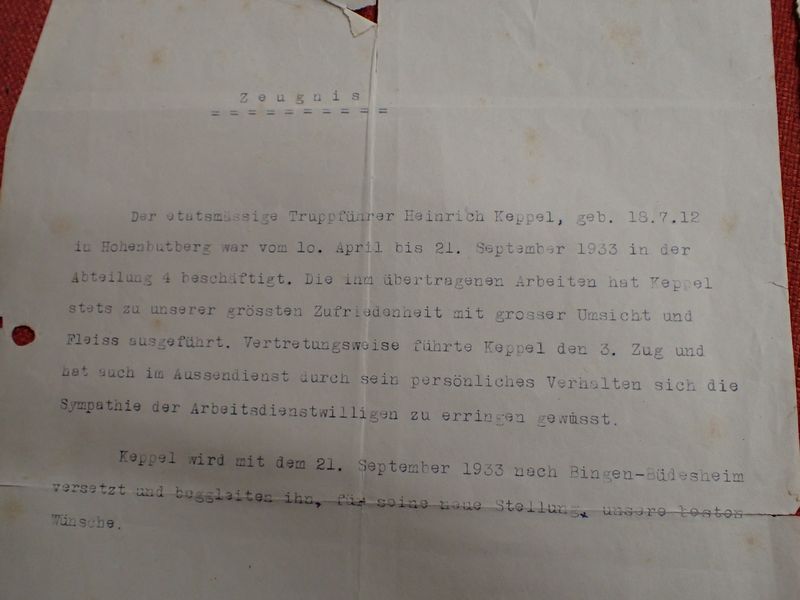 Zeugnis
==========
Der etatsmässige Truppführer Heinrich Keppel, geb. 18.7.12
in Hohenbutberg war vom 1o. April bis 21. September 1933 in der
Abteilung 4 beschäftigt. Die ihm übertragenen Arbeiten hat Keppel
stets zu unserer grössten Zufriedenheit mit grosser Umsicht und
Fleiss ausgeführt. Vertretungsweise führte Keppel den 3. Zug und
hat auch im Aussendienst durch sein persönliches Verhalten sich die
Sympathie der Arbeitsdienstwilligen zu erringen gewusst.
Keppel wird mit dem 21. September 1933 nach Bingen-Büdesheim
versetzt und beggleiten ihn, für seine neue Stellung, unsere besten
Wünsche.